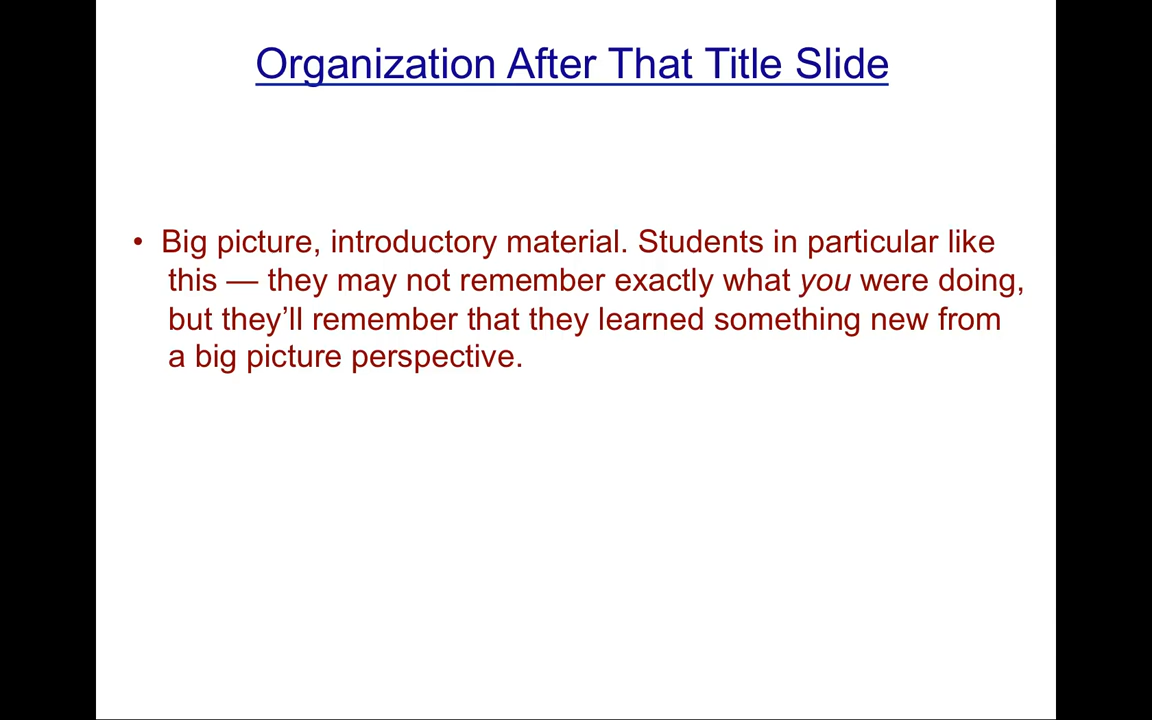 Organization After That Title Slide
• Big picture, introductory material. Students in particular like
this — they may not remember exactly what you were doing,
but they’ll remember that they learned something new from
a big picture perspective.